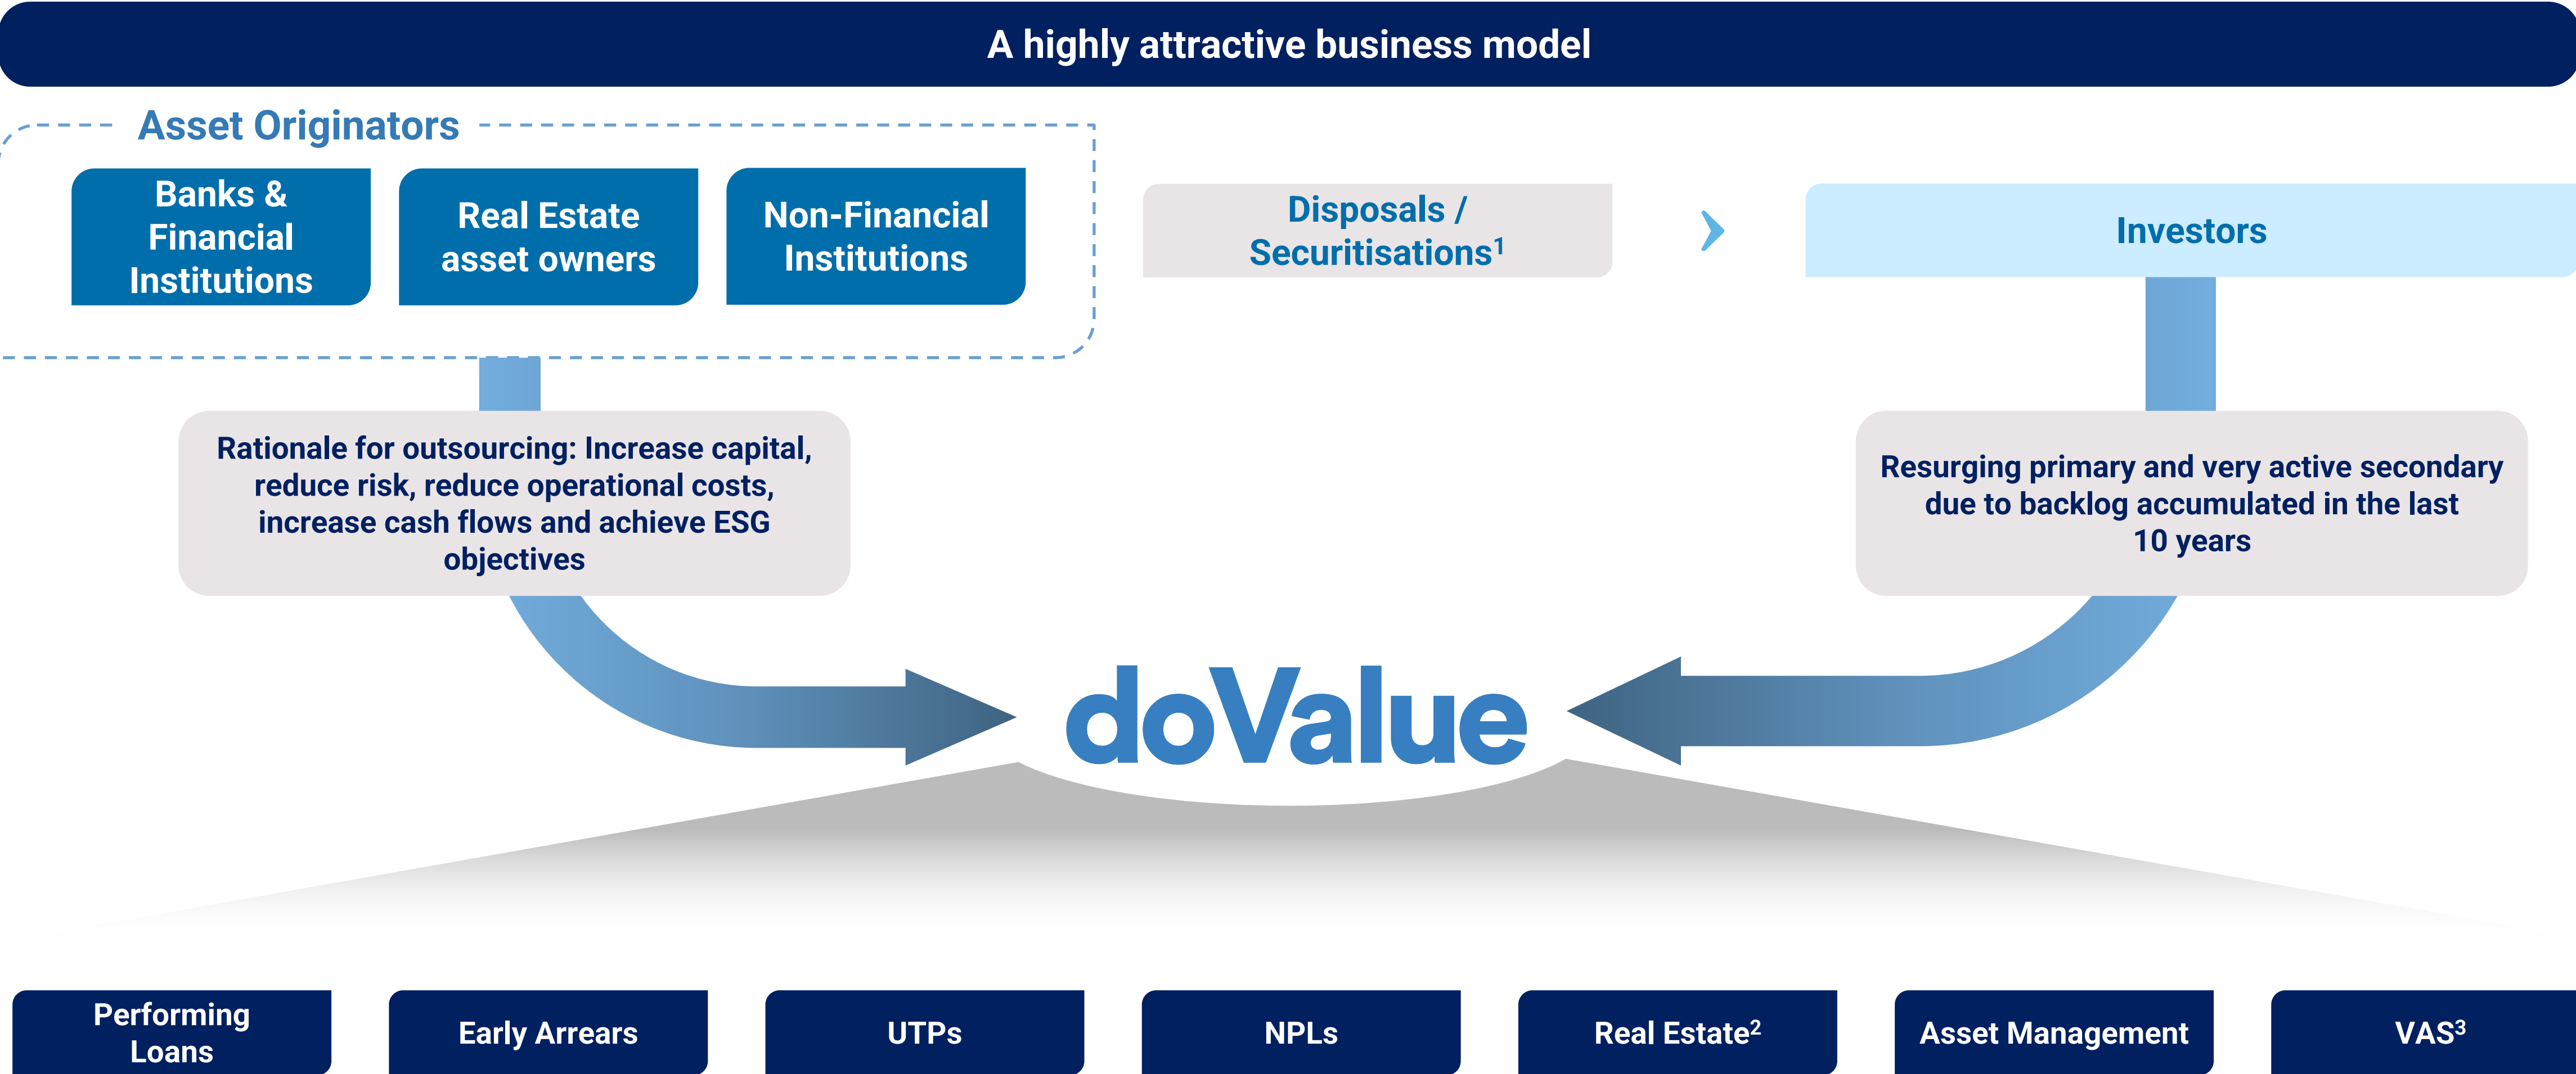 A highly attractive business model
Asset Originators
Banks &
Financial
Institutions
Real Estate
asset owners
Non-Financial
Institutions
Disposals /
Securitisations¹
Investors
Rationale for outsourcing: Increase capital,
reduce risk, reduce operational costs,
increase cash flows and achieve ESG
objectives
Resurging primary and very active secondary
due to backlog accumulated in the last
10 years
doValue
Performing
Loans
Early Arrears
UTPs
NPLs
Real Estate²
Asset Management
VAS³